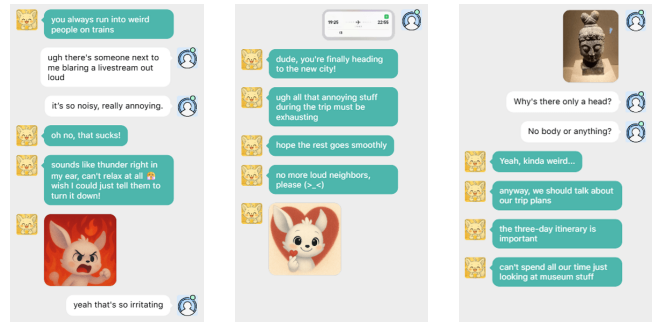 you always run into weird
people on trains
ugh there's someone next to
me blaring a livestream out
loud
it's so noisy, really annoying.
oh no, that sucks!
sounds like thunder right in
my ear, can't relax at all
wish I could just tell them to
turn it down!
yeah that's so irritating
19:25
22:55
dude, you're finally heading
to the new city!
ugh all that annoying stuff
during the trip must be
exhausting
hope the rest goes smoothly
no more loud neighbors,
please (>_<)
Why's there only a head?
No body or anything?
Yeah, kinda weird...
anyway, we should talk about
our trip plans
the three-day itinerary is
important
can't spend all our time just
looking at museum stuff